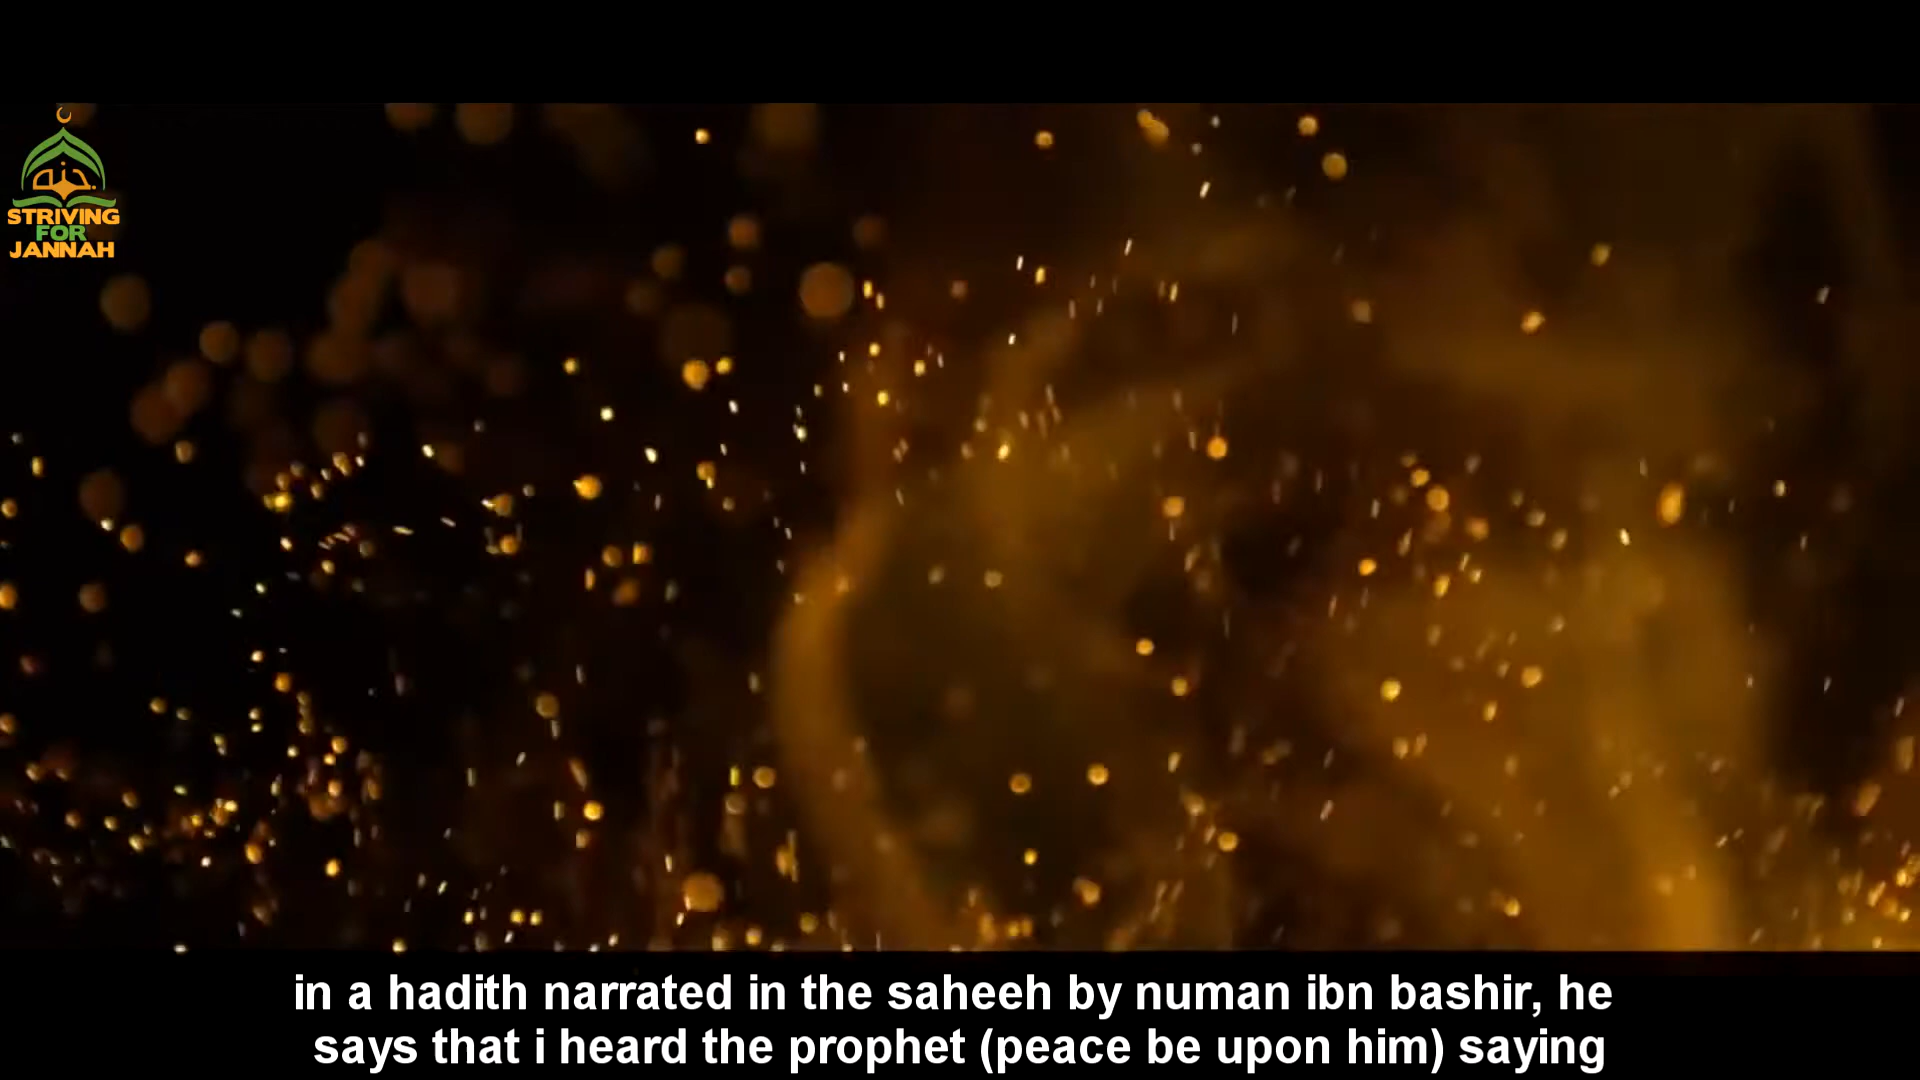 جنة
STRIVING
FOR
JANNAH
in a hadith narrated in the saheeh by numan ibn bashir, he
says that i heard the prophet (peace be upon him) saying